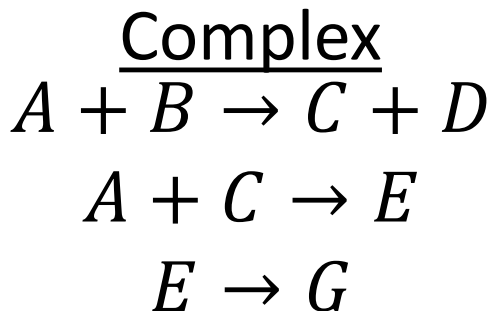 Complex
A + B → C + D
A + C → E
E → G